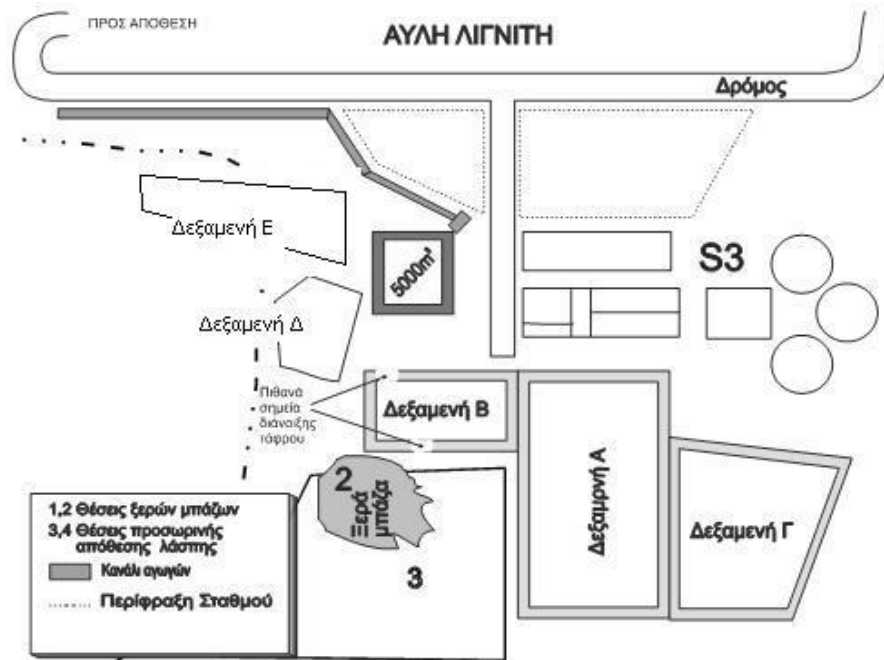 ΠΡΟΣ ΑΠΟΘΕΣΗ
ΑΥΛΗ ΛΙΓΝΙΤΗ
Δρόμος
Δεξαμενή Ε
5000m³
S3
Δεξαμενή Δ
Πιθανά
σημεία
διάνοιξης
τάφρου
Δεξαμενή Β
Δεξαμρνή Α
Δεξαμενή Γ
2
Ξερά
μπάζα
3
1,2 Θέσεις ξερών μπάζων
3,4 Θέσεις προσωρινής
απόθεσης λάσπης
Κανάλι αγωγών
Περίφραξη Σταθμού